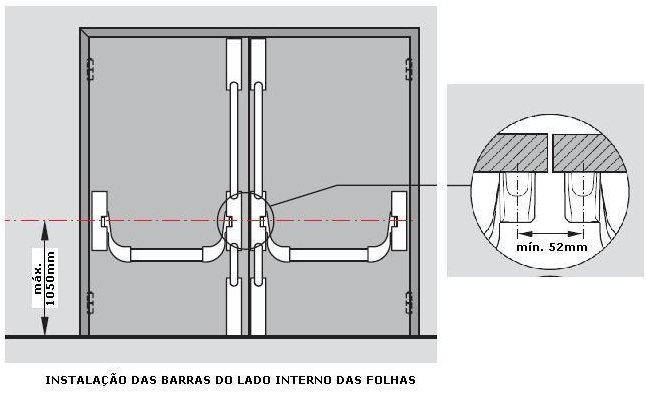 máx.
1050mm
mín. 52mm
INSTALAÇÃO DAS BARRAS DO LADO INTERNO DAS FOLHAS